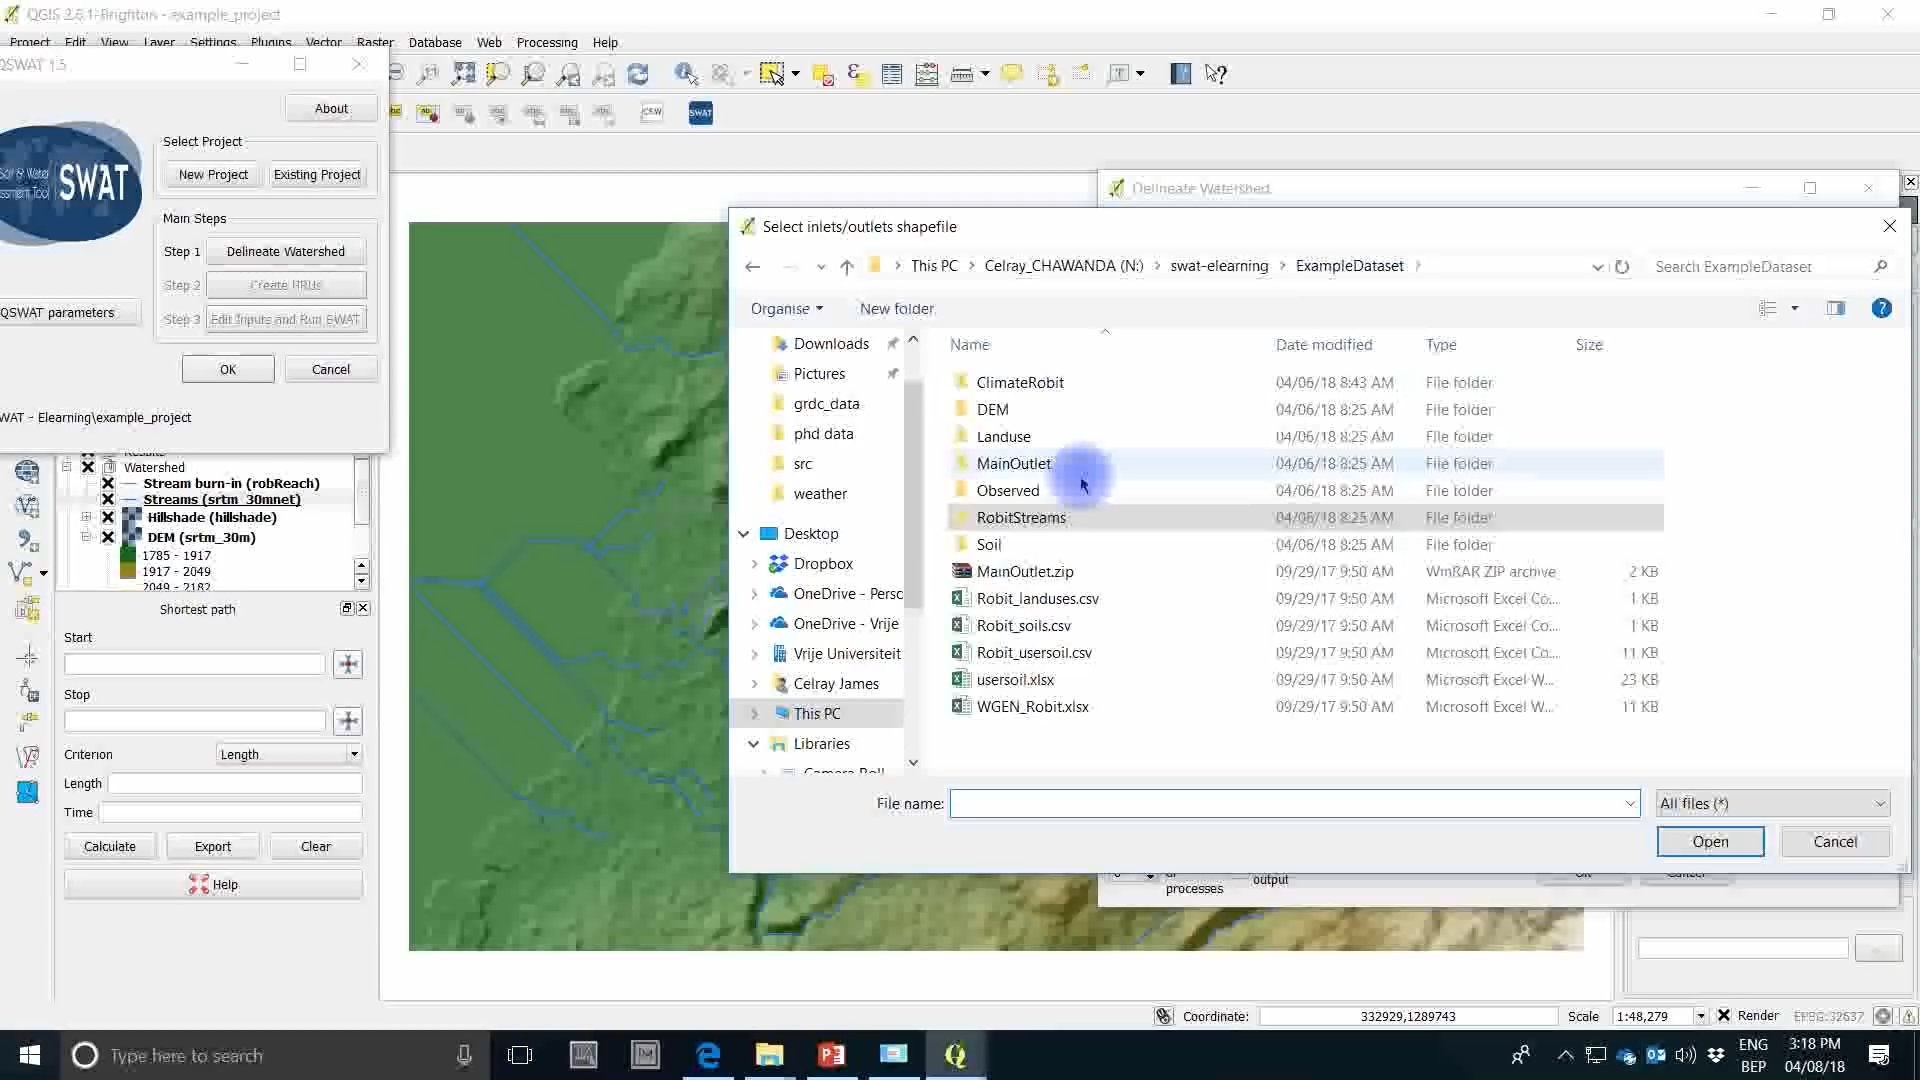 QGIS 2.6.1-Brighton - example_project
Project Edit View Layer Settings Plugins Vector Raster Database Web Processing Help
QSWAT 1.5
About
Select Project
New Project Existing Project
Soil & Water
ssment Tool SWAT
Main Steps
Step 1 Delineate Watershed
Step 2 Create HRUs
Step 3 Edit Inputs and Run SWAT
QSWAT parameters
OK Cancel
WAT - Elearning\example_project
CSW SWAT
Results
Watershed
Stream burn-in (robReach)
Streams (srtm_30mnet)
Hillshade (hillshade)
DEM (srtm_30m)
1785 - 1917
1917 - 2049
2049 - 2182
Shortest path
Start
Stop
Criterion Length
Length
Time
Calculate Export Clear
Help
Delineate Watershed
Select inlets/outlets shapefile
This PC Celray_CHAWANDA (N:) swat-elearning ExampleDataset Search ExampleDataset
Organise New folder
Downloads
Pictures
grdc_data
phd data
src
weather
Desktop
Dropbox
OneDrive - Persc
OneDrive - Vrije
Vrije Universiteit
Celray James
This PC
Libraries
Camera Roll
Name Date modified Type Size
ClimateRobit 04/06/18 8:43 AM File folder
DEM 04/06/18 8:25 AM File folder
Landuse 04/06/18 8:25 AM File folder
MainOutlet 04/06/18 8:25 AM File folder
Observed 04/06/18 8:25 AM File folder
RobitStreams 04/06/18 8:25 AM File folder
Soil 04/06/18 8:25 AM File folder
MainOutlet.zip 09/29/17 9:50 AM WinRAR ZIP archive 2 KB
Robit_landuses.csv 09/29/17 9:50 AM Microsoft Excel Co... 1 KB
Robit_soils.csv 09/29/17 9:50 AM Microsoft Excel Co... 1 KB
Robit_usersoil.csv 09/29/17 9:50 AM Microsoft Excel Co... 11 KB
usersoil.xlsx 09/29/17 9:50 AM Microsoft Excel W... 23 KB
WGEN_Robit.xlsx 09/29/17 9:50 AM Microsoft Excel W... 11 KB
File name: All files (*)
Open Cancel
processes output
OK Cancel
Coordinate: 332929,1289743 Scale 1:48,279 Render EPSG:32637
Type here to search
ENG
BEP
3:18 PM
04/08/18